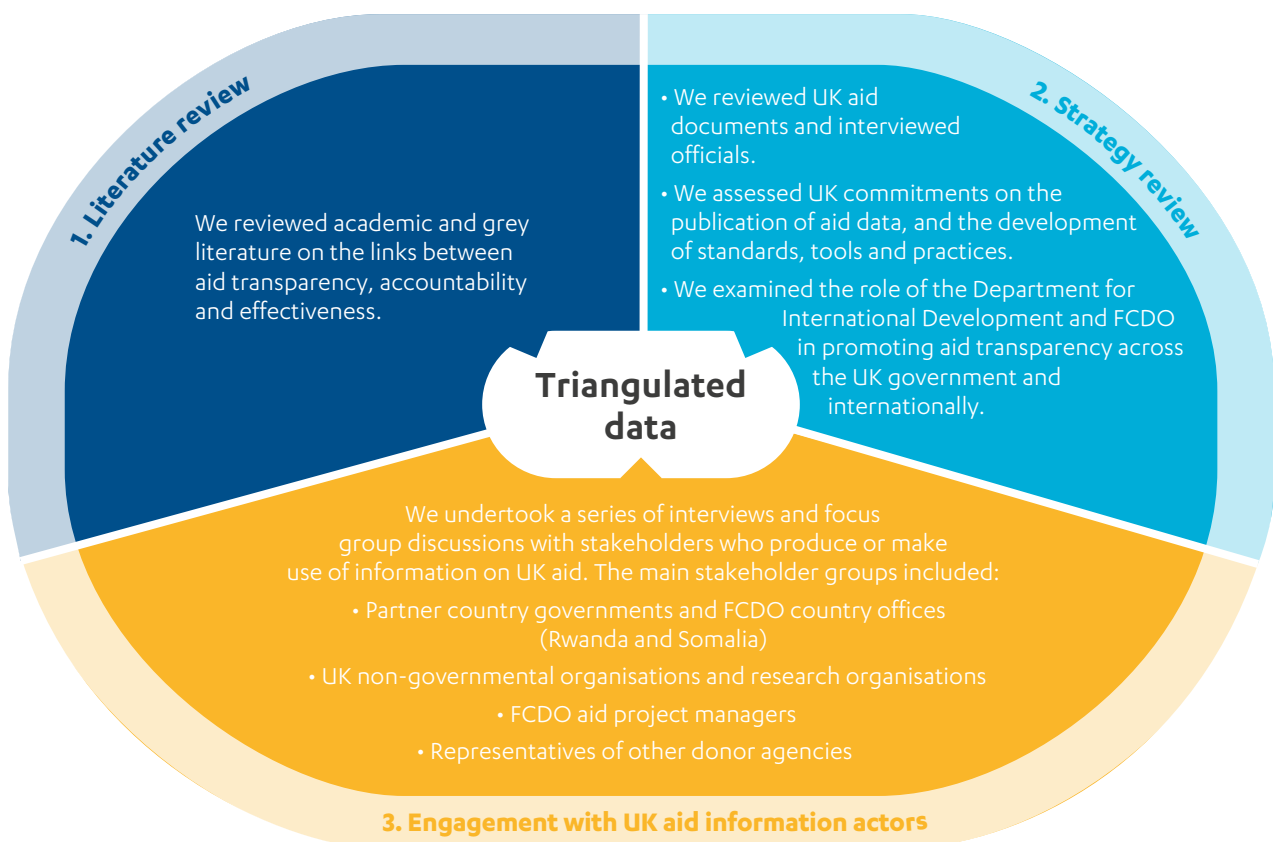 1. Literature review
We reviewed academic and grey
literature on the links between
aid transparency, accountability
and effectiveness.
2. Strategy review
• We reviewed UK aid
documents and interviewed
officials.
• We assessed UK commitments on the
publication of aid data, and the development
of standards, tools and practices.
• We examined the role of the Department for
International Development and FCDO
in promoting aid transparency across
the UK government and
internationally.
Triangulated
data
We undertook a series of interviews and focus
group discussions with stakeholders who produce or make
use of information on UK aid. The main stakeholder groups included:
• Partner country governments and FCDO country offices
(Rwanda and Somalia)
• UK non-governmental organisations and research organisations
• FCDO aid project managers
• Representatives of other donor agencies
3. Engagement with UK aid information actors